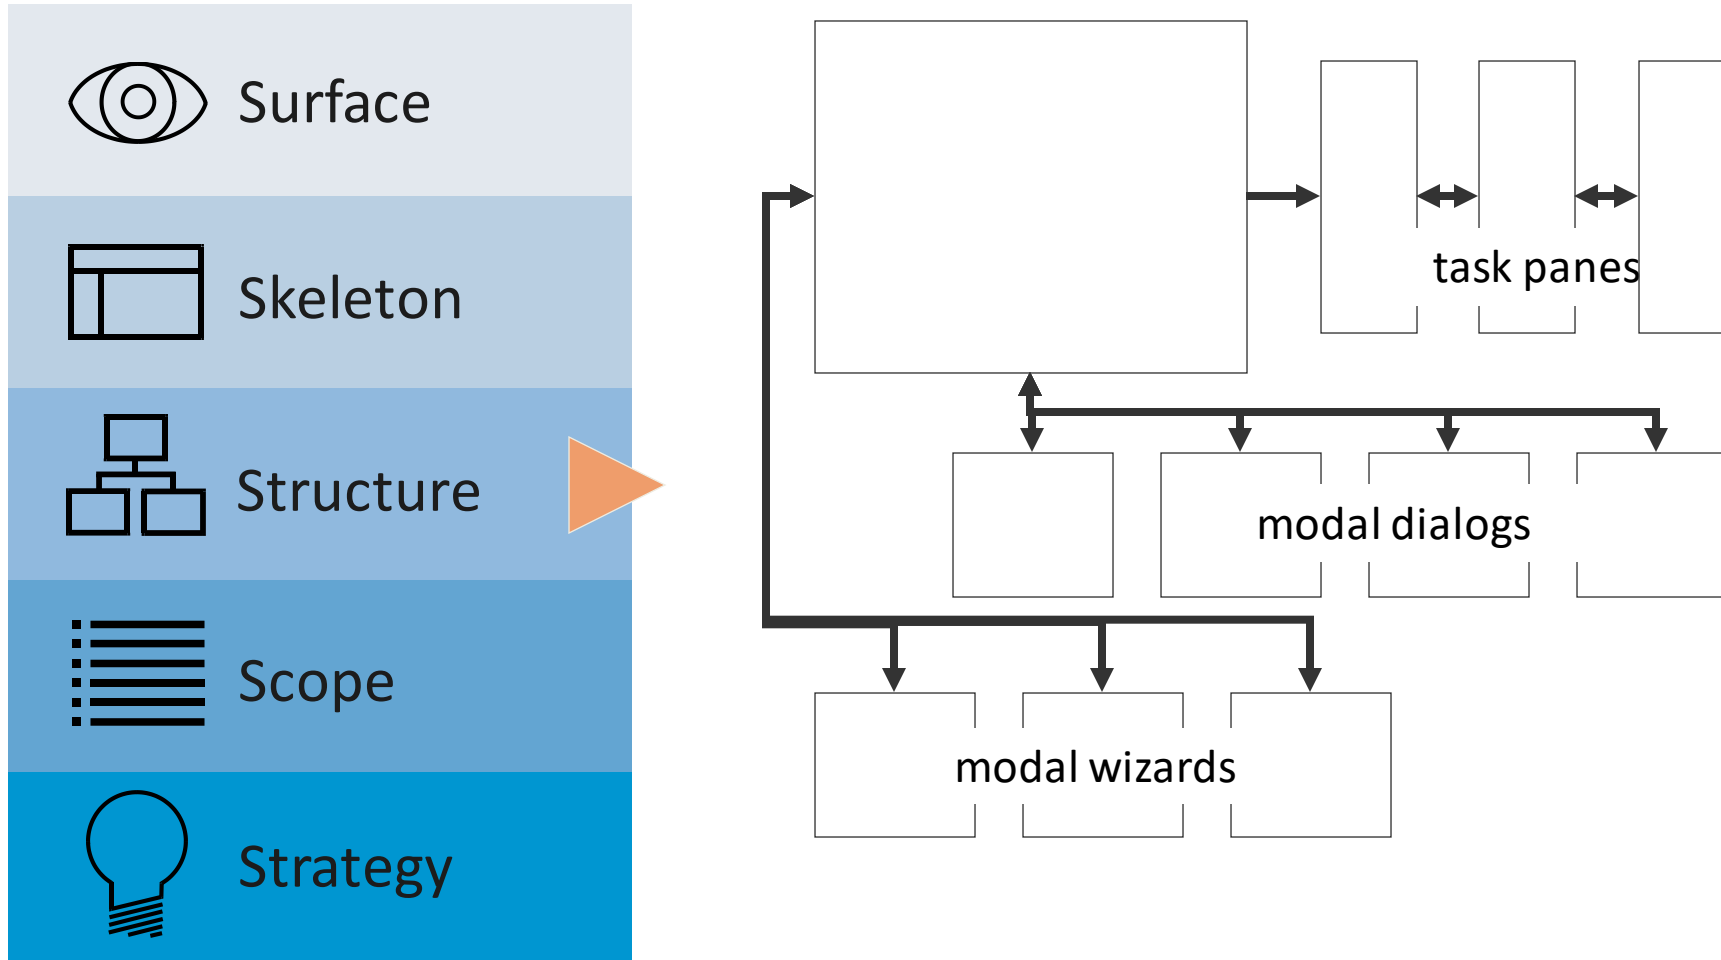 Surface
Skeleton
Structure
Scope
Strategy
task panes
modal dialogs
modal wizards